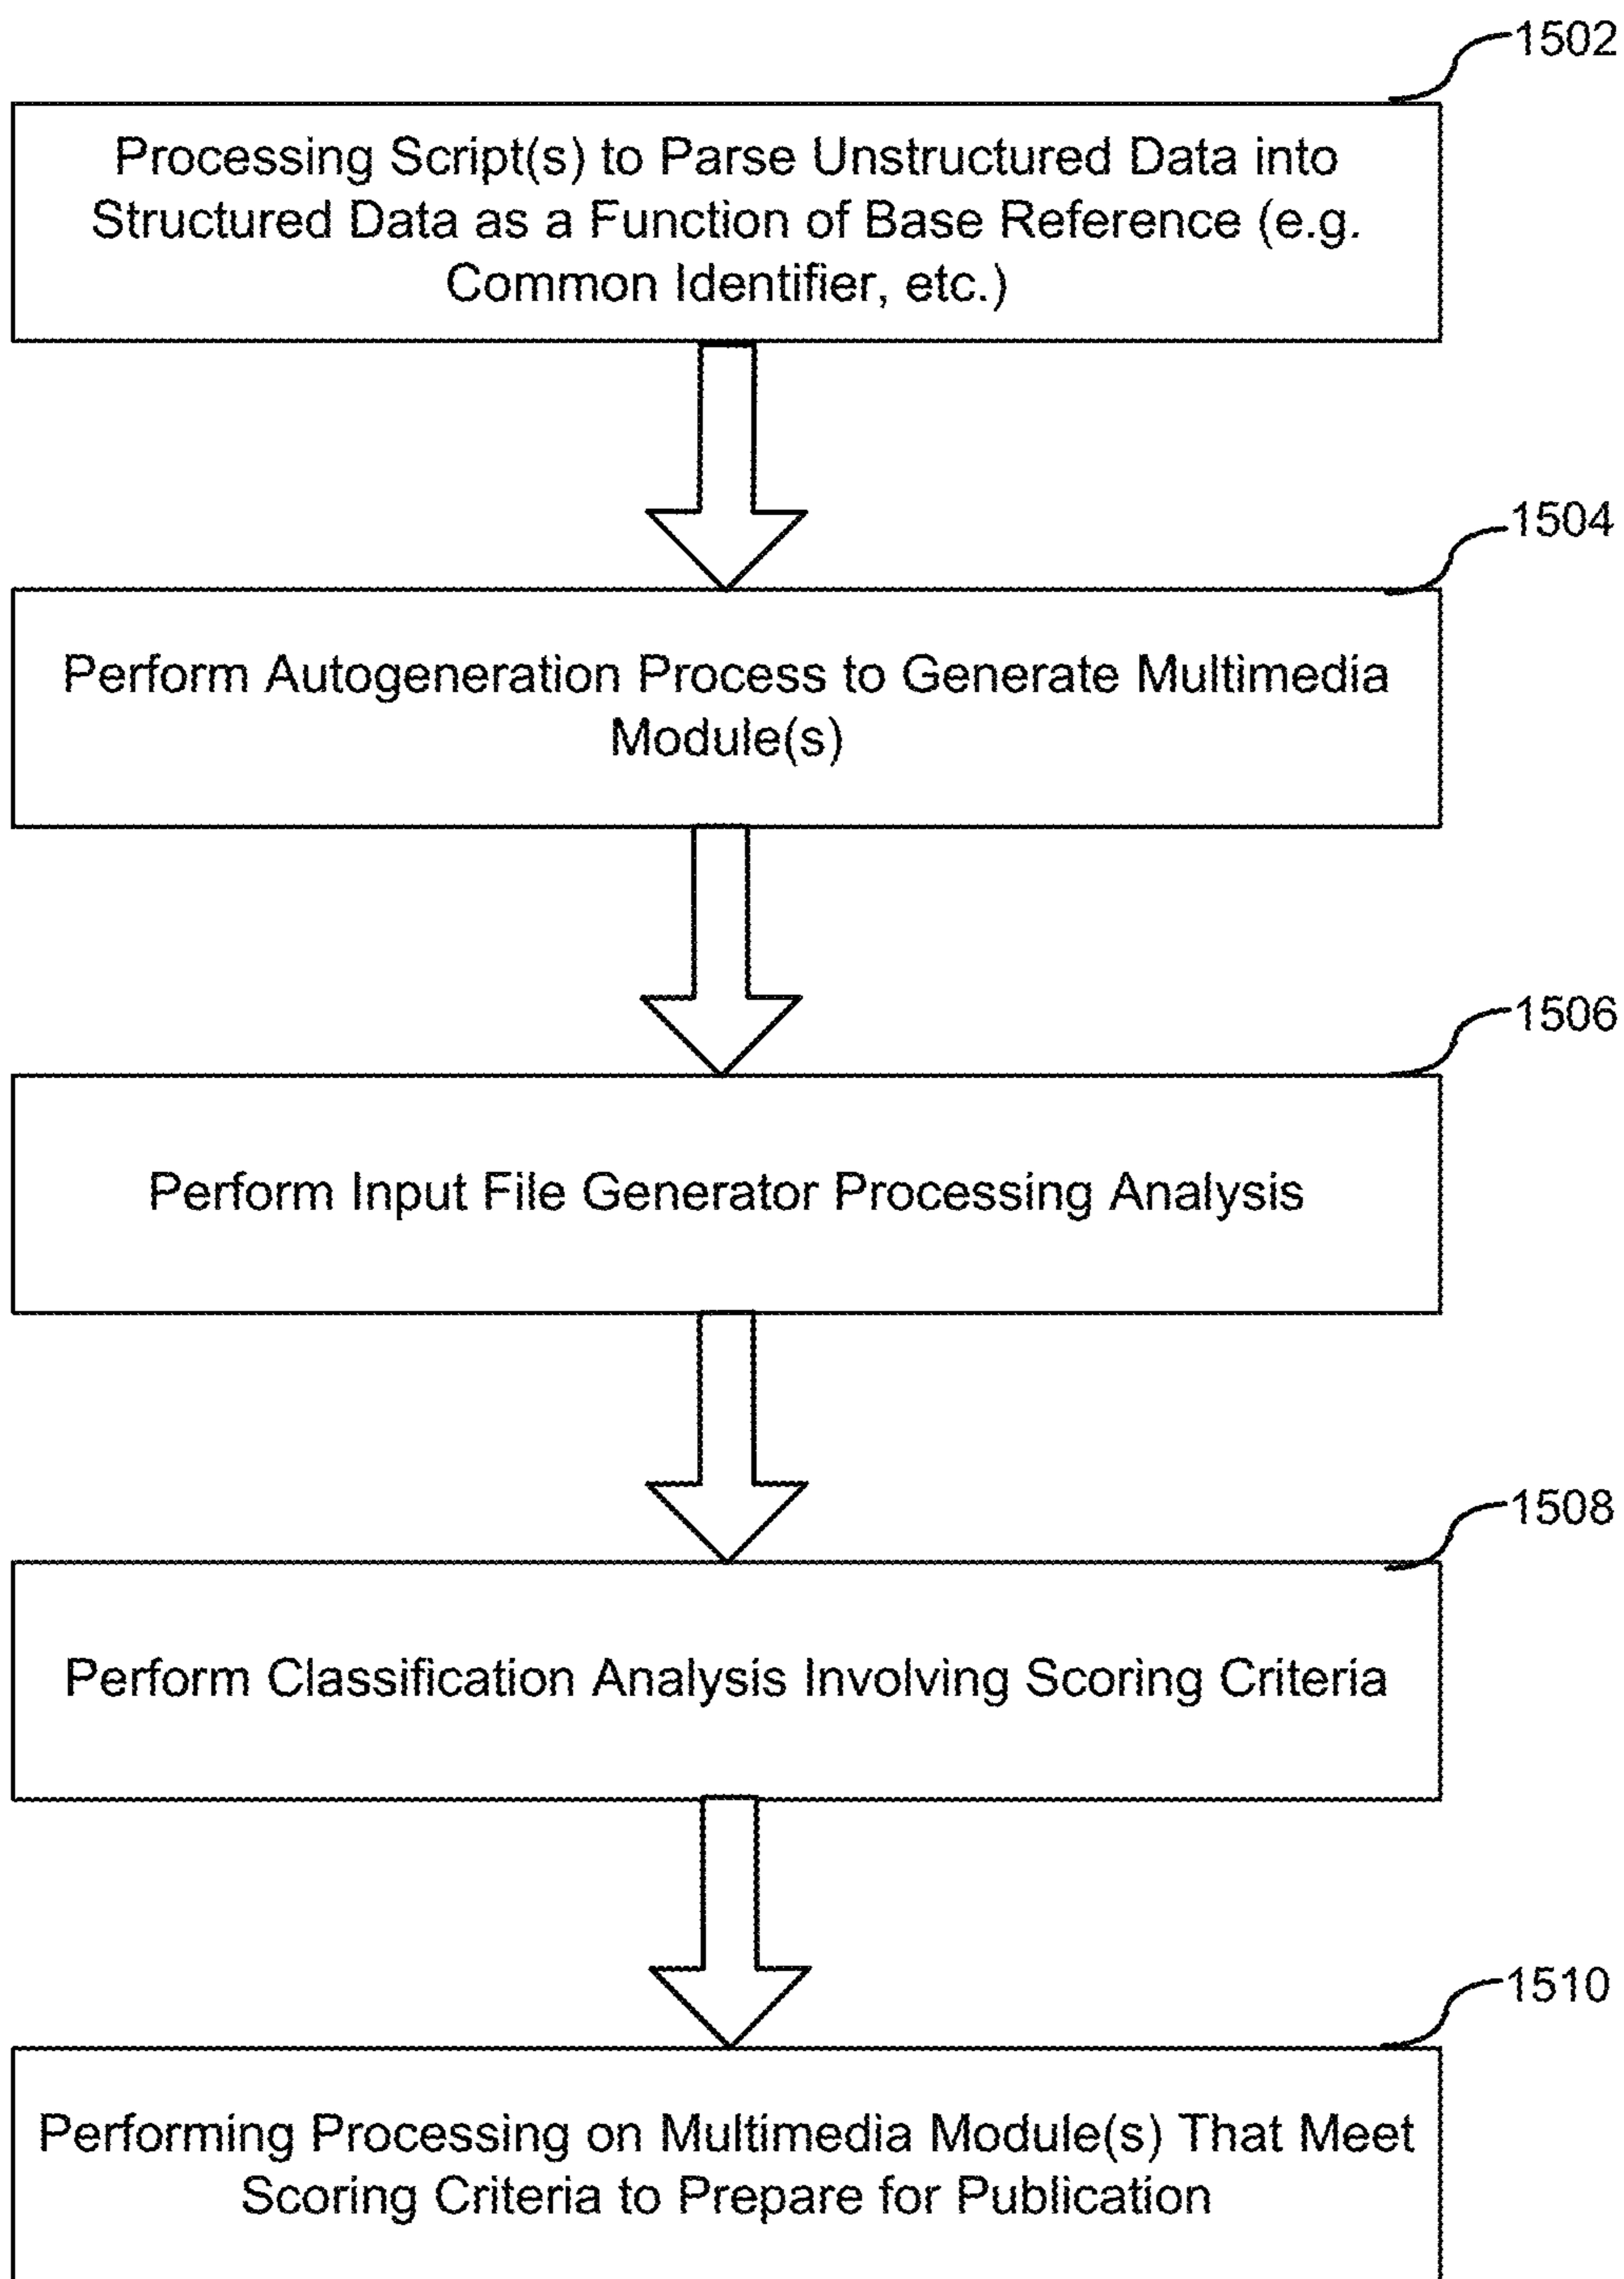 1502
Processing Script(s) to Parse Unstructured Data into
Structured Data as a Function of Base Reference (e.g.
Common Identifier, etc.)
1504
Perform Autogeneration Process to Generate Multimedia
Module(s)
1506
Perform Input File Generator Processing Analysis
1508
Perform Classification Analysis Involving Scoring Criteria
1510
Performing Processing on Multimedia Module(s) That Meet
Scoring Criteria to Prepare for Publication